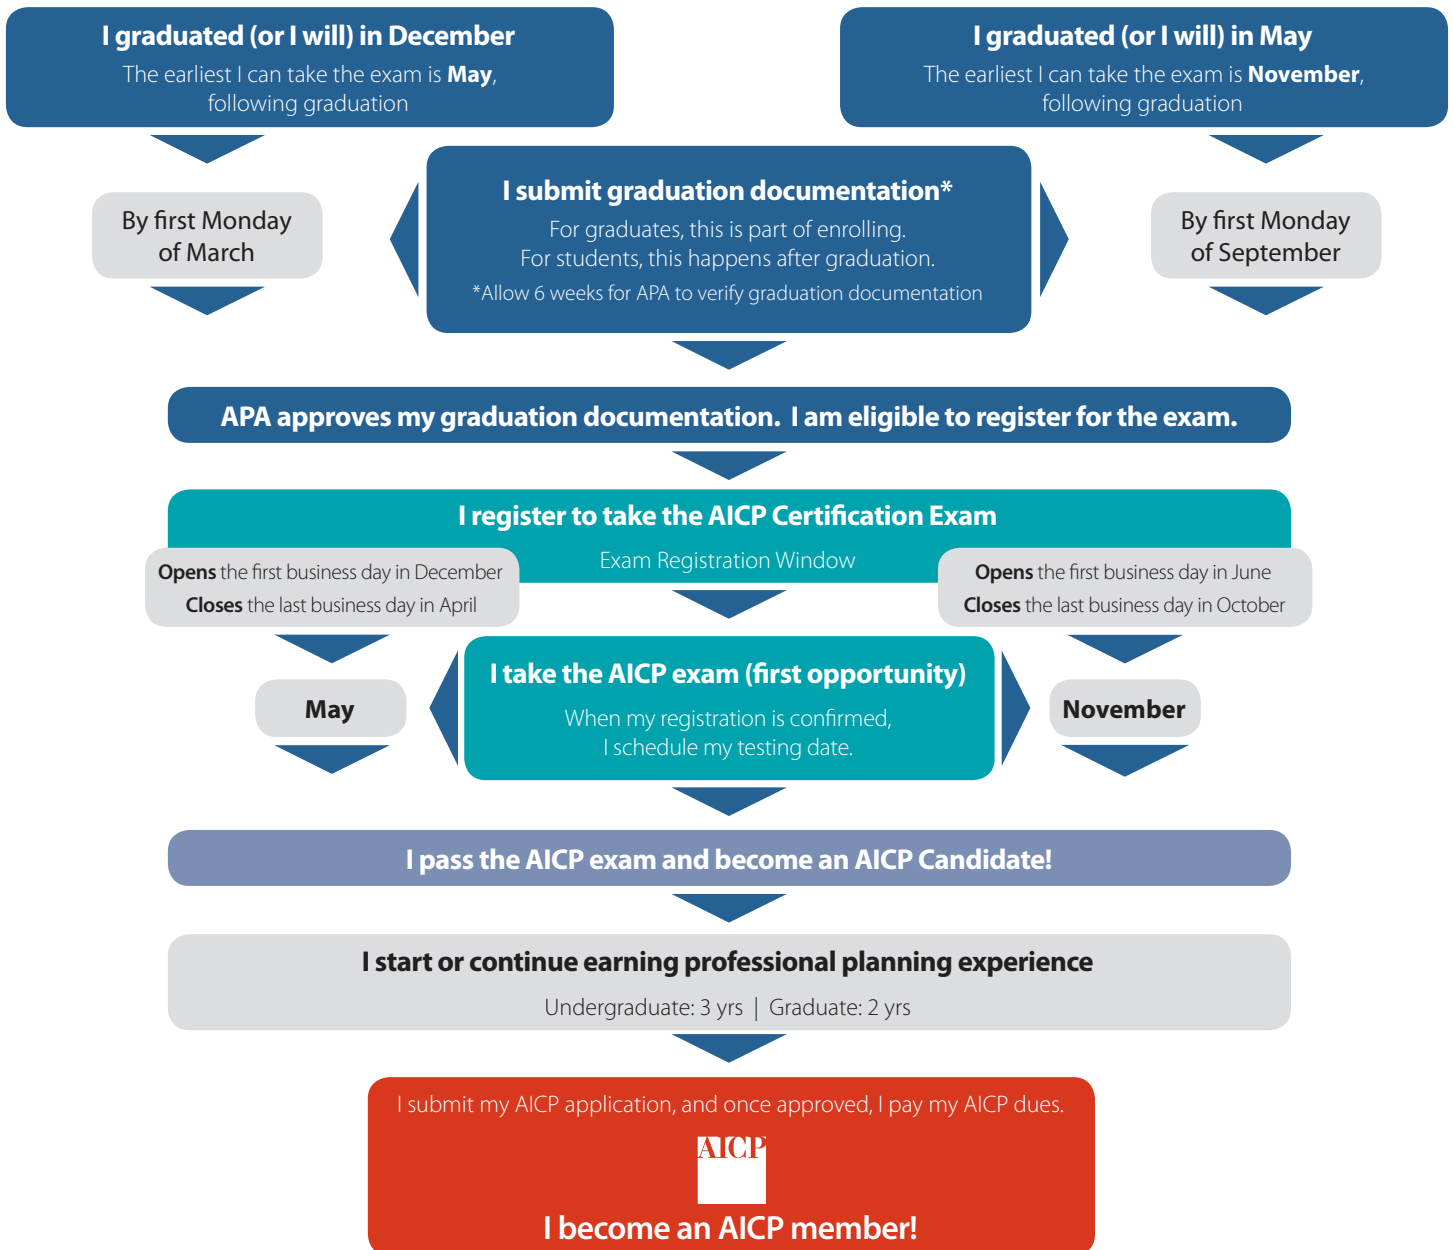 I graduated (or I will) in December
The earliest I can take the exam is May,
following graduation
I graduated (or I will) in May
The earliest I can take the exam is November,
following graduation
By first Monday
of March
I submit graduation documentation*
For graduates, this is part of enrolling.
For students, this happens after graduation.
*Allow 6 weeks for APA to verify graduation documentation
By first Monday
of September
APA approves my graduation documentation. I am eligible to register for the exam.
I register to take the AICP Certification Exam
Exam Registration Window
Opens the first business day in December
Closes the last business day in April
Opens the first business day in June
Closes the last business day in October
May
I take the AICP exam (first opportunity)
When my registration is confirmed,
I schedule my testing date.
November
I pass the AICP exam and become an AICP Candidate!
I start or continue earning professional planning experience
Undergraduate: 3 yrs | Graduate: 2 yrs
I submit my AICP application, and once approved, I pay my AICP dues.
AICP
I become an AICP member!